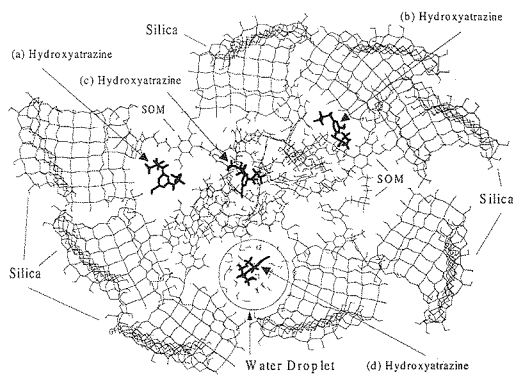 (b) Hydroxyatrazine
Silica
(a) Hydroxyatrazine
(c) Hydroxyatrazine
SOM
SOM
Silica
Silica
Water Droplet
(d) Hydroxyatrazine